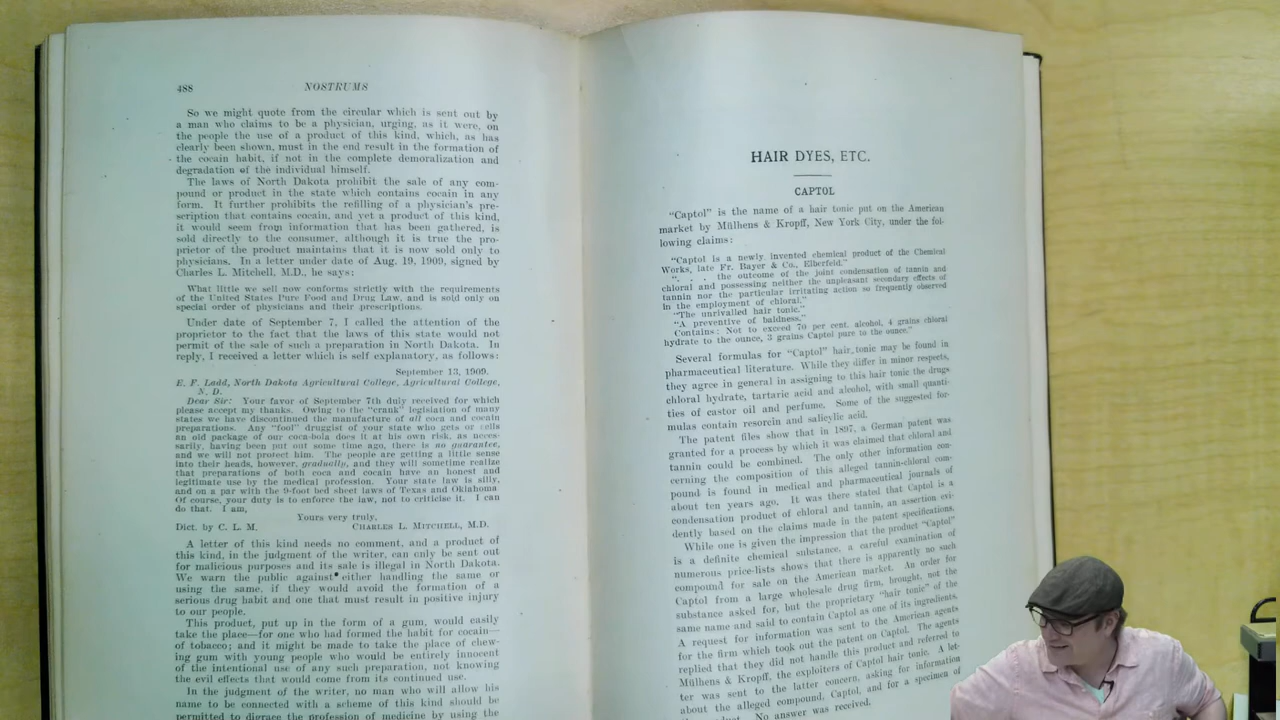 488
NOSTRUMS
So we might quote from the circular which is sent out by
a man who claims to be a physician, urging, as it were, on
the people the use of a product of this kind, which, as has
clearly been shown, must in the end result in the formation of
the cocain habit, if not in the complete demoralization and
degradation of the individual himself.
The laws of North Dakota prohibit the sale of any com-
pound or product in the state which contains cocain in any
form. It further prohibits the refilling of a physician's pre-
scription that contains cocain, and yet a product of this kind,
it would seem from information that has been gathered, is
sold directly to the consumer, although it is true the pro-
prietor of the product maintains that it is now sold only to
physicians. In a letter under date of Aug. 19, 1909, signed by
Charles L. Mitchell, M.D., he says:
What little we sell now conforms strictly with the requirements
of the United States Pure Food and Drug Law, and is sold only on
special order of physicians and their prescriptions.
Under date of September 7, I called the attention of the
proprietor to the fact that the laws of this state would not
permit of the sale of such a preparation in North Dakota. In
reply, I received a letter which is self explanatory, as follows:
September 13, 1909.
E. F. Ladd, North Dakota Agricultural College, Agricultural College,
N. D.
Dear Sir: Your favor of September 7th duly received for which
please accept my thanks. Owing to the "crank" legislation of many
states we have discontinued the manufacture of all coca and cocain
preparations. Any "fool" druggist of your state who gets or sells
an old package of our coca-bola does it at his own risk, as neces-
sarily, having been put out some time ago, there is no guarantee,
and we will not protect him. The people are getting a little sense
into their heads, however, gradually, and they will sometime realize
that preparations of both coca and cocain have an honest and
legitimate use by the medical profession. Your state law is silly,
and on a par with the 9-foot bed sheet laws of Texas and Oklahoma
Of course, your duty is to enforce the law, not to criticise it. I can
do that. I am,
Yours very truly,
Dict. by C. L. M. CHARLES L. MITCHELL, M.D.
A letter of this kind needs no comment, and a product of
this kind, in the judgment of the writer, can only be sent out
for malicious purposes and its sale is illegal in North Dakota.
We warn the public against either handling the same or
using the same, if they would avoid the formation of a
serious drug habit and one that must result in positive injury
to our people.
This product, put up in the form of a gum, would easily
take the place—for one who had formed the habit for cocain—
of tobacco; and it might be made to take the place of chew-
ing gum with young people who would be entirely innocent
of the intentional use of any such preparation, not knowing
the evil effects that would come from its continued use.
In the judgment of the writer, no man who will allow his
name to be connected with a scheme of this kind should be
permitted to digrace the profession of medicine by using the
HAIR DYES, ETC.
CAPTOL
"Captol" is the name of a hair tonic put on the American
market by Mülhens & Kropff, New York City, under the fol-
lowing claims:
"Captol is a newly invented chemical product of the Chemical
Works, late Fr. Bayer & Co., Elberfeld."
". . . the outcome of the joint condensation of tannin and
chloral and possessing neither the unpleasant secondary effects of
tannin nor the particular irritating action so frequently observed
in the employment of chloral."
"The unrivalled hair tonic."
"A preventive of baldness."
Contains: Not to exceed 70 per cent. alcohol, 4 grains chloral
hydrate to the ounce, 3 grains Captol pure to the ounce."
Several formulas for "Captol" hair tonic may be found in
pharmaceutical literature. While they differ in minor respects,
they agree in general in assigning to this hair tonic the drugs
chloral hydrate, tartaric acid and alcohol, with small quanti-
ties of castor oil and perfume. Some of the suggested for-
mulas contain resorcin and salicylic acid.
The patent files show that in 1897, a German patent was
granted for a process by which it was claimed that chloral and
tannin could be combined. The only other information con-
cerning the composition of this alleged tannin-chloral com-
pound is found in medical and pharmaceutical journals of
about ten years ago. It was there stated that Captol is a
condensation product of chloral and tannin, an assertion evi-
dently based on the claims made in the patent specifications.
While one is given the impression that the product "Captol"
is a definite chemical substance, a careful examination of
numerous price-lists shows that there is apparently no such
compound for sale on the American market. An order for
Captol from a large wholesale drug firm, brought, not the
substance asked for, but the proprietary "hair tonic" of the
same name and said to contain Captol as one of its ingredients.
A request for information was sent to the American agents
for the firm which took out the patent on Captol. The agents
replied that they did not handle this product and referred to
Mülhens & Kropff, the exploiters of Captol hair tonic. A let-
ter was sent to the latter concern, asking for information
about the alleged compound, Captol, and for a specimen of
No answer was received.